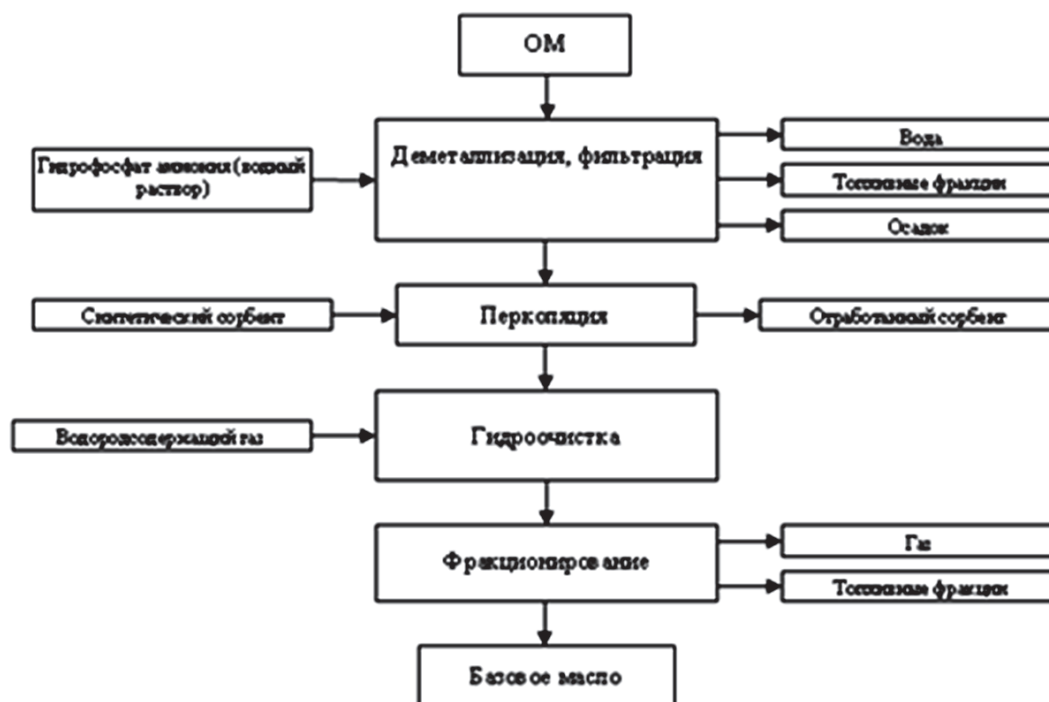 ОМ
Деметаллизация, фильтрация
Гидрофосфат аммония (водный
раствор)
Вода
Топливные фракции
Осадок
Синтетический сорбент
Перколяция
Отработанный сорбент
Водородсодержащий газ
Гидроочистка
Фракционирование
Газ
Топливные фракции
Базовое масло